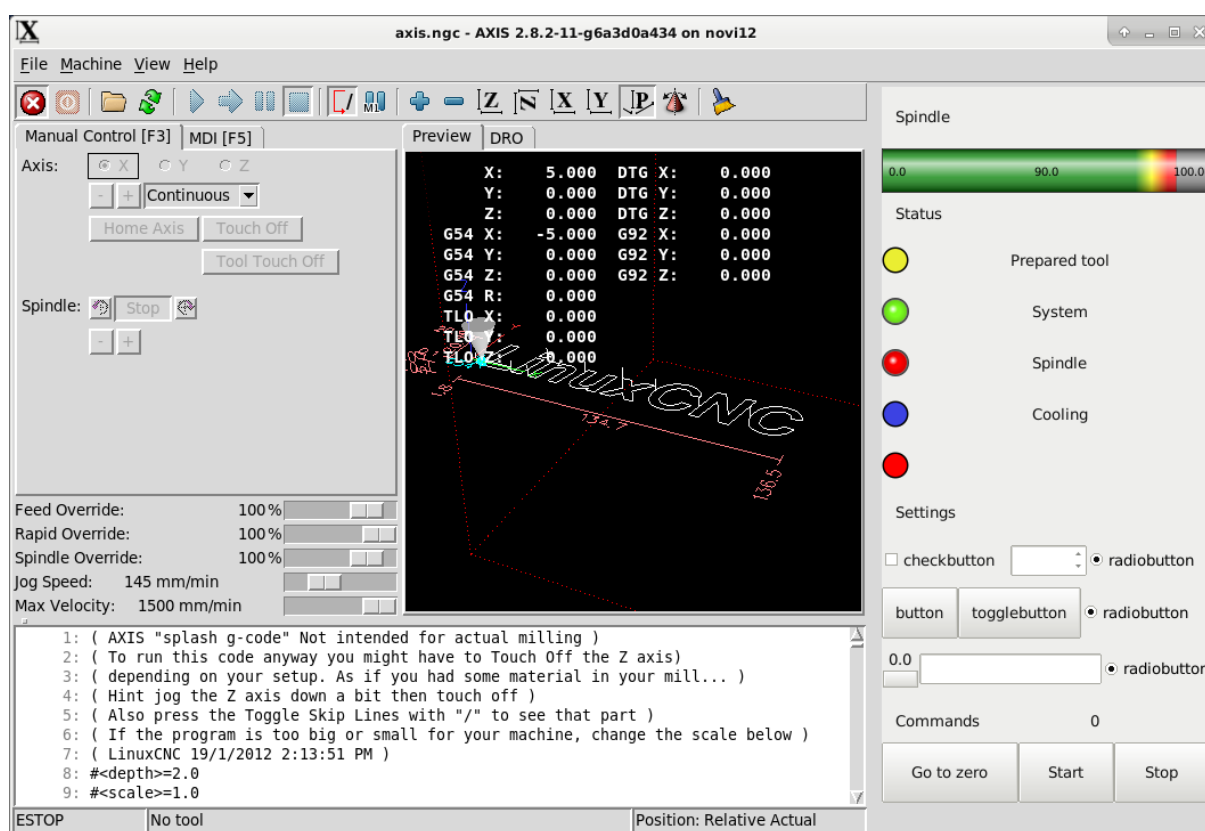 axis.ngc - AXIS 2.8.2-11-g6a3d0a434 on novi12
File Machine View Help
Manual Control [F3] MDI [F5]
Axis: X Y Z
- + Continuous
Home Axis Touch Off
Tool Touch Off
Spindle: Stop
- +
Feed Override: 100%
Rapid Override: 100%
Spindle Override: 100%
Jog Speed: 145 mm/min
Max Velocity: 1500 mm/min
Preview DRO
X: 5.000 DTG X: 0.000
Y: 0.000 DTG Y: 0.000
Z: 0.000 DTG Z: 0.000
G54 X: -5.000 G92 X: 0.000
G54 Y: 0.000 G92 Y: 0.000
G54 Z: 0.000 G92 Z: 0.000
G54 R: 0.000
TLO X: 0.000
TLO Y: 0.000
TLO Z: 0.000
LinuxCNC
1.8
134.7
136.5
1: ( AXIS "splash g-code" Not intended for actual milling )
2: ( To run this code anyway you might have to Touch Off the Z axis)
3: ( depending on your setup. As if you had some material in your mill... )
4: ( Hint jog the Z axis down a bit then touch off )
5: ( Also press the Toggle Skip Lines with "/" to see that part )
6: ( If the program is too big or small for your machine, change the scale below )
7: ( LinuxCNC 19/1/2012 2:13:51 PM )
8: #<depth>=2.0
9: #<scale>=1.0
ESTOP No tool Position: Relative Actual
Spindle
0.0 90.0 100.0
Status
Prepared tool
System
Spindle
Cooling
Settings
checkbutton radiobutton
button togglebutton radiobutton
0.0 radiobutton
Commands 0
Go to zero Start Stop